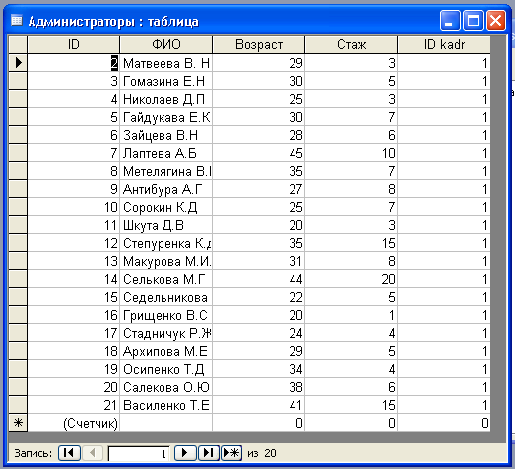 Администраторы : таблица
ID ФИО Возраст Стаж ID kadr
2 Матвеева В. Н 29 3 1
3 Гомазина Е.Н 30 5 1
4 Николаев Д.П 25 3 1
5 Гайдукава Е.К 30 7 1
6 Зайцева В.Н 28 6 1
7 Лаптева А.Б 45 10 1
8 Метелягина В. 35 7 1
9 Антибура А.Г 27 8 1
10 Сорокин К.Д 25 7 1
11 Шкута Д.В 20 3 1
12 Степуренка К.д 35 15 1
13 Макурова М.И. 31 8 1
14 Селькова М.Г 44 20 1
15 Седельникова 22 5 1
16 Грищенко В.С 20 1 1
17 Стадничук Р.Ж 24 4 1
18 Архипова М.Е 29 5 1
19 Осипенко Т.Д 34 4 1
20 Салекова О.Ю 38 6 1
21 Василенко Т.Е 41 15 1
(Счетчик) 0 0 0
Запись: 1 из 20